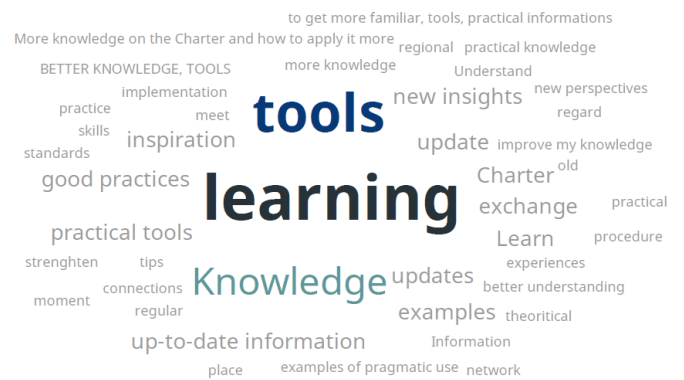 to get more familiar, tools, practical informations
More knowledge on the Charter and how to apply it more
regional
practical knowledge
BETTER KNOWLEDGE, TOOLS
more knowledge
Understand
implementation
tools
new insights
new perspectives
practice
meet
regard
skills
inspiration
update
improve my knowledge
standards
old
good practices
learning
Charter
exchange
practical
practical tools
Learn
procedure
strenghten
tips
experiences
connections
Knowledge
updates
better understanding
moment
regular
examples
theoritical
up-to-date information
Information
place
examples of pragmatic use
network